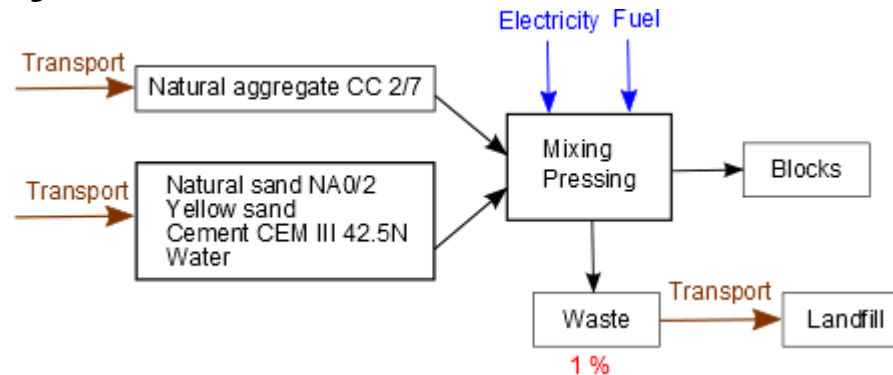 Electricity Fuel
Transport
Natural aggregate CC 2/7
Mixing
Pressing
Blocks
Transport
Natural sand NA0/2
Yellow sand
Cement CEM III 42.5N
Water
Transport
Waste
Landfill
1 %